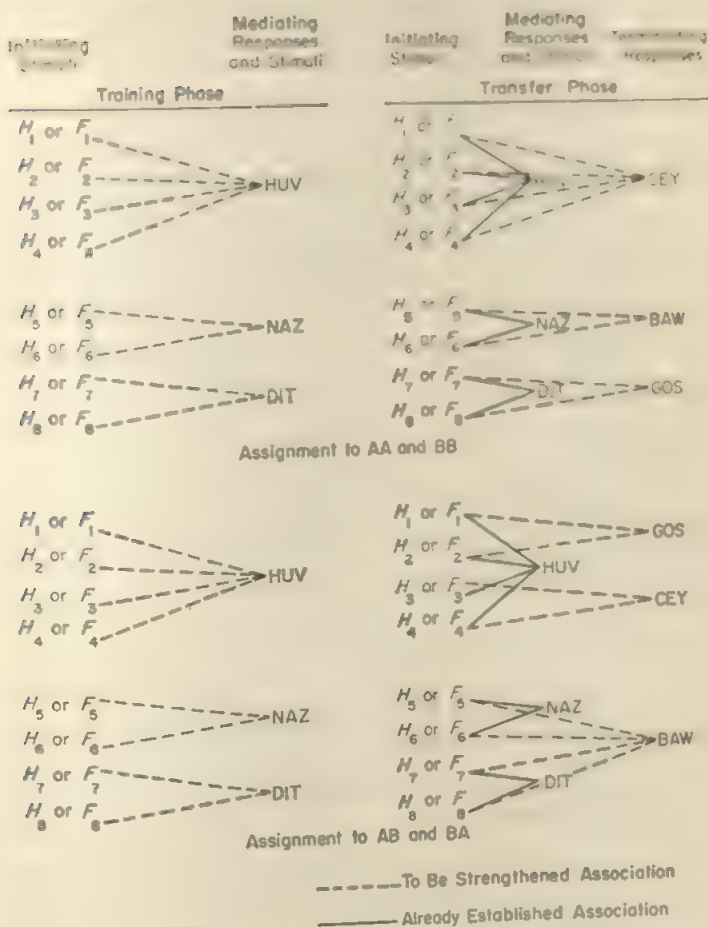 Mediating
Responses
and Stimuli
Initiating
Mediating
Responses
Training Phase
Transfer Phase
H1 or F1
H2 or F2
HUV
H3 or F3
H4 or F4
H1 or F
H2 or F2
CEY
H3 or F3
H4 or F4
H5 or F5
NAZ
H6 or F6
H7 or F7
DIT
H8 or F8
H5 or F5
NAZ
BAW
H6 or F6
H7 or F7
DIT
GOS
H8 or F8
Assignment to AA and BB
H1 or F1
H2 or F2
HUV
H3 or F3
H4 or F4
H1 or F1
GOS
H2 or F2
HUV
H3 or F3
CEY
H4 or F4
H5 or F5
NAZ
H6 or F6
H7 or F7
DIT
H8 or F8
H5 or F5
NAZ
H6 or F6
BAW
H7 or F7
DIT
H8 or F8
Assignment to AB and BA
To Be Strengthened Association
Already Established Association